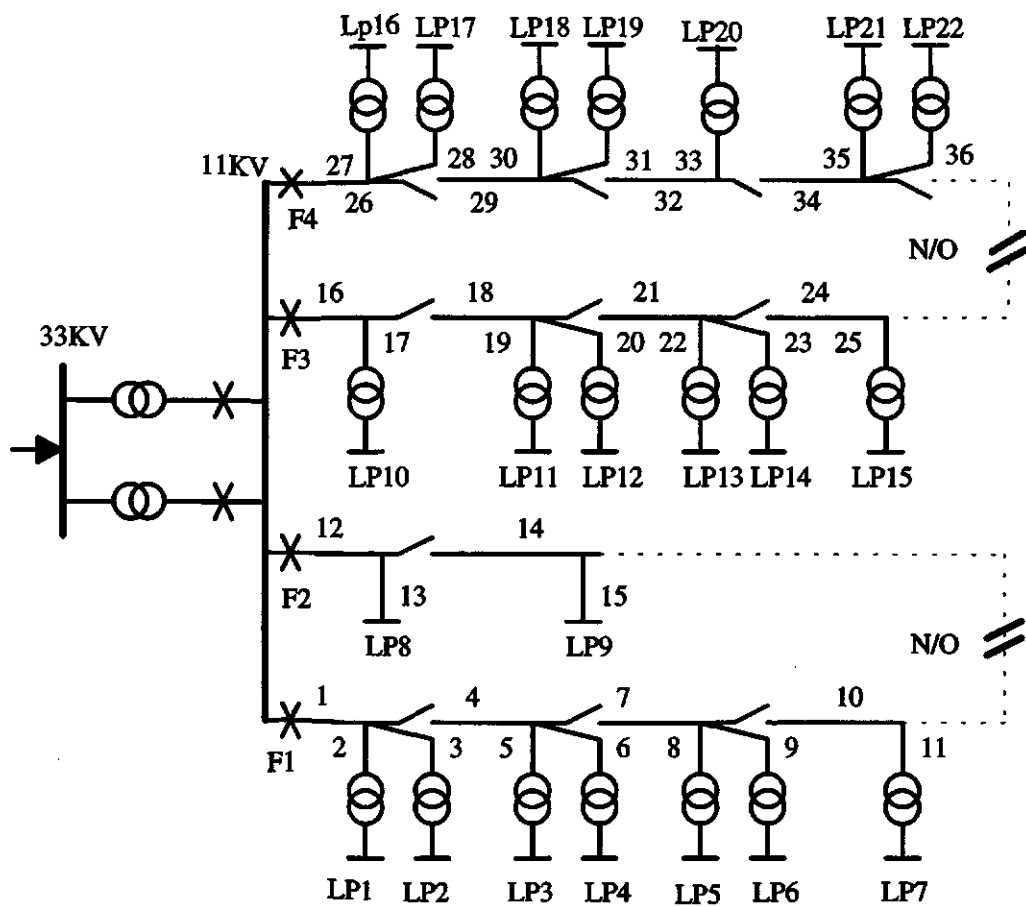 Lp16 LP17 LP18 LP19 LP20 LP21 LP22
27 28 30 31 33 35 36
11KV
26 29 32 34
F4
N/O
16 18 21 24
33KV
F3
17 19 20 22 23 25
LP10 LP11 LP12 LP13 LP14 LP15
12 14
F2
13 15
LP8 LP9
N/O
1 4 7 10
2 3 5 6 8 9 11
F1
LP1 LP2 LP3 LP4 LP5 LP6 LP7